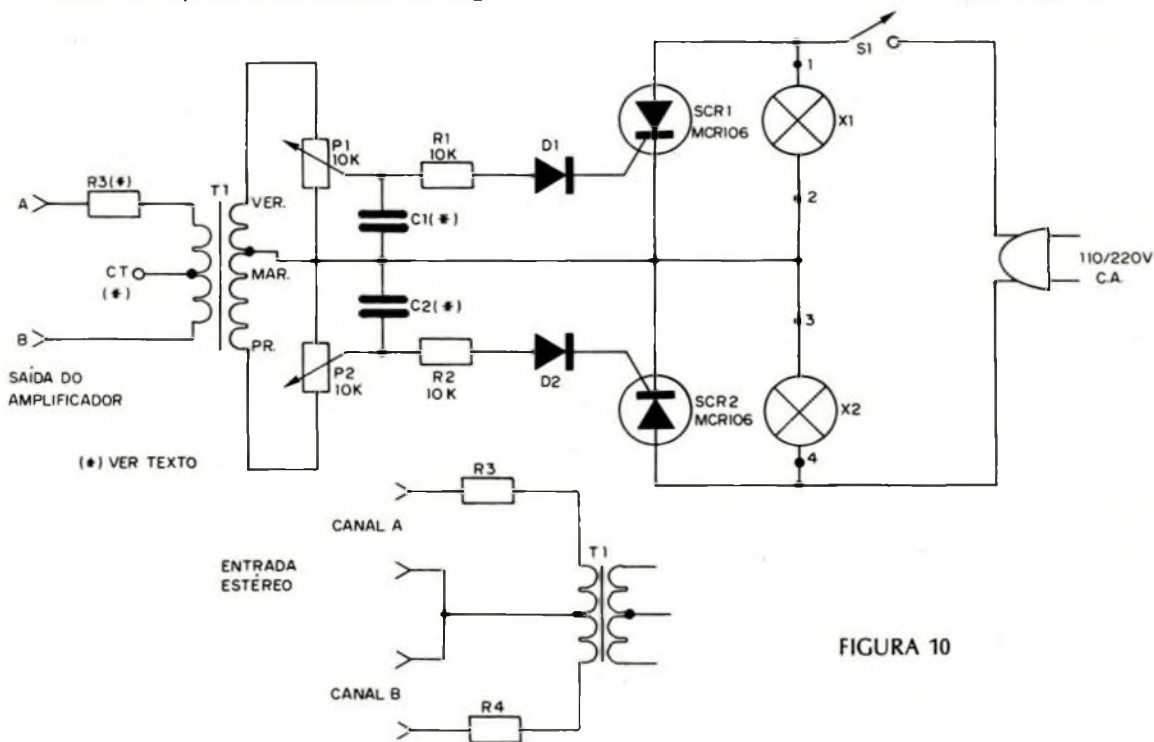 S1
1
SCR1
MCR106
X1
P1
10K
R1
10K
D1
R3(*)
T1
VER.
A
C1(*)
2
CT
(*)
MAR.
110/220V
C.A.
C2(*)
3
B
PR.
SAÍDA DO
AMPLIFICADOR
P2
10K
R2
10K
D2
SCR2
MCR106
X2
4
(*) VER TEXTO
R3
CANAL A
T1
ENTRADA
ESTÉREO
CANAL B
R4
FIGURA 10